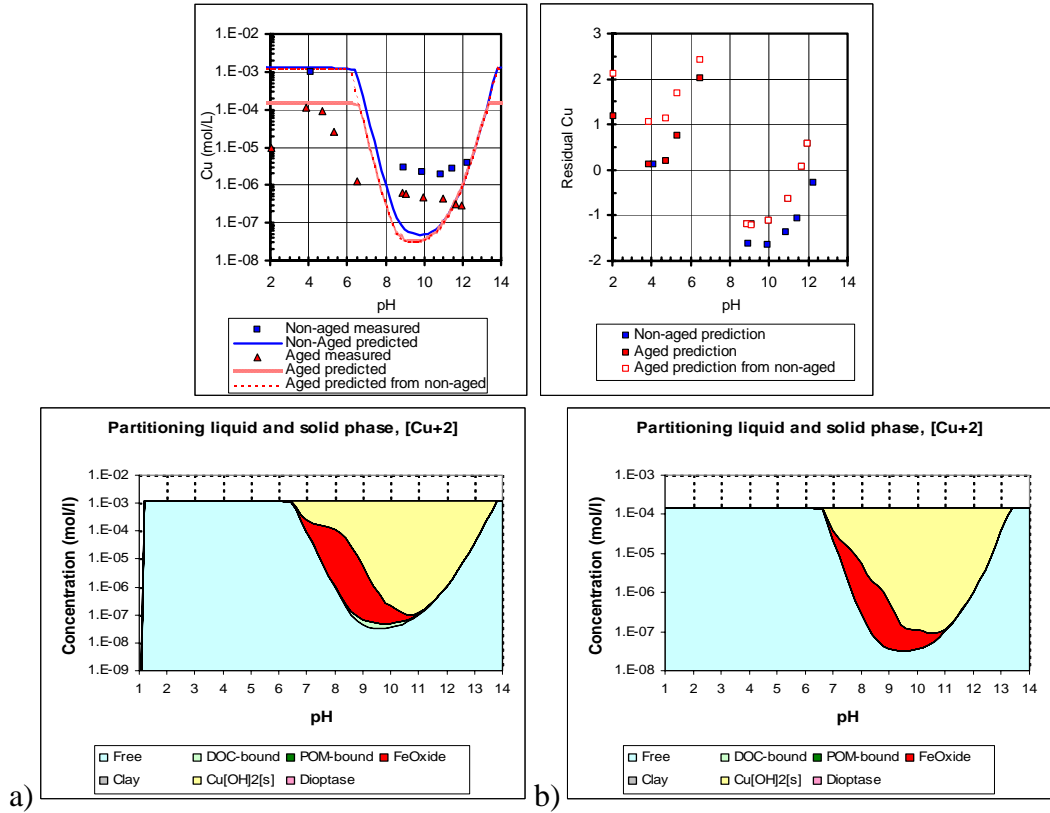 1.E-02
1.E-03
1.E-04
1.E-05
1.E-06
1.E-07
1.E-08
Cu (mol/L)
2 4 6 8 10 12 14
pH
Non-aged measured
Non-Aged predicted
Aged measured
Aged predicted
Aged predicted from non-aged
3
2
1
0
-1
-2
Residual Cu
2 4 6 8 10 12 14
pH
Non-aged prediction
Aged prediction
Aged prediction from non-aged
Partitioning liquid and solid phase, [Cu+2]
1.E-02
1.E-03
1.E-04
1.E-05
1.E-06
1.E-07
1.E-08
1.E-09
Concentration (mol/l)
1 2 3 4 5 6 7 8 9 10 11 12 13 14
pH
Free DOC-bound POM-bound FeOxide
Clay Cu[OH]2[s] Dioptase
a)
Partitioning liquid and solid phase, [Cu+2]
1.E-03
1.E-04
1.E-05
1.E-06
1.E-07
1.E-08
Concentration (mol/l)
1 2 3 4 5 6 7 8 9 10 11 12 13 14
pH
Free DOC-bound POM-bound FeOxide
Clay Cu[OH]2[s] Dioptase
b)